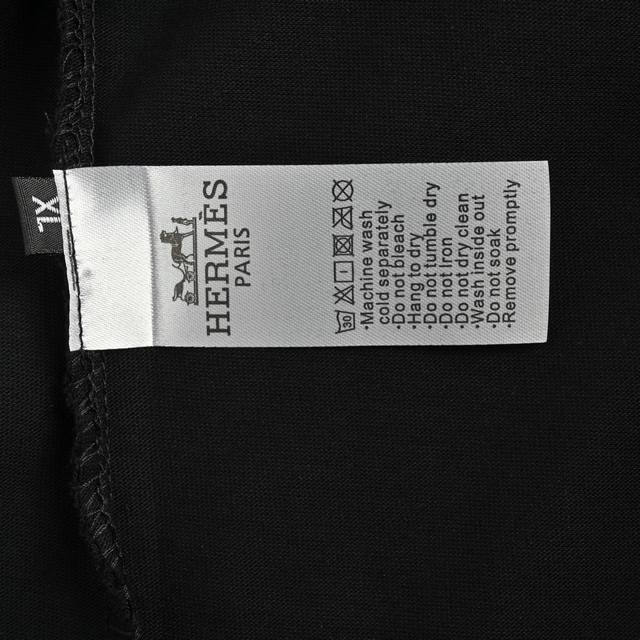 1X
HERMÈS
PARIS
30
•Machine wash
cold separately
•Do not bleach
•Hang to dry
•Do not tumble dry
•Do not iron
•Do not dry clean
•Wash inside out
•Do not soak
•Remove promptly